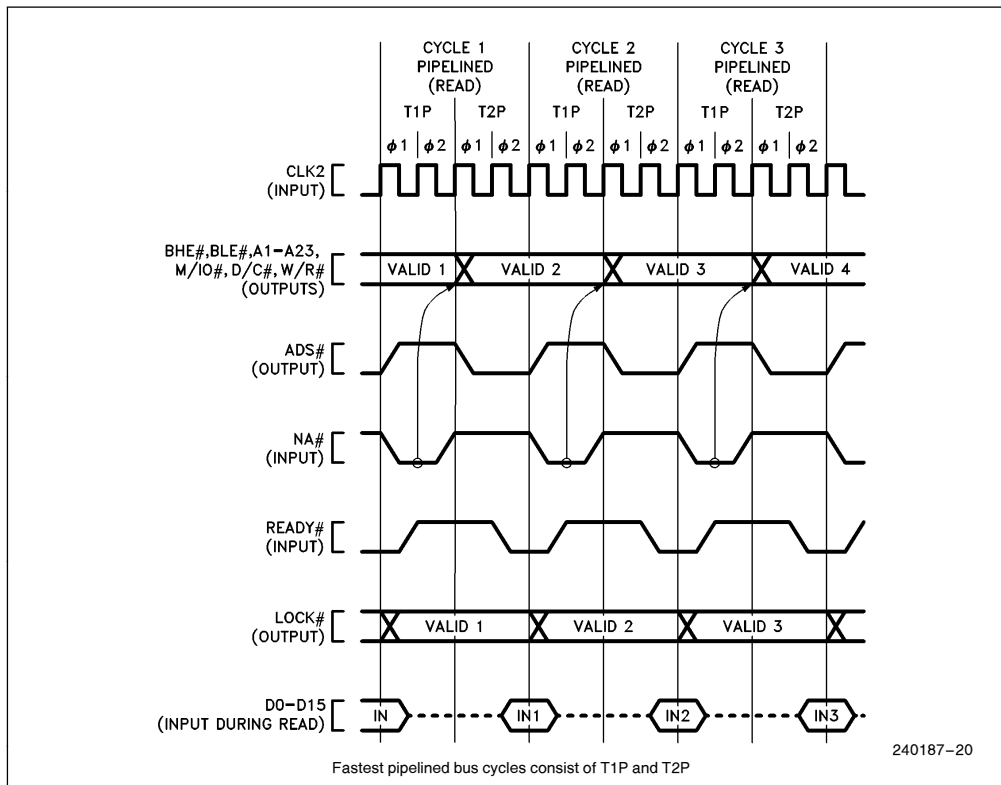 CYCLE 1 CYCLE 2 CYCLE 3
PIPELINED PIPELINED PIPELINED
(READ) (READ) (READ)
T1P T2P T1P T2P T1P T2P
ϕ1 ϕ2 ϕ1 ϕ2 ϕ1 ϕ2 ϕ1 ϕ2 ϕ1 ϕ2 ϕ1 ϕ2
CLK2
(INPUT)
BHE#,BLE#,A1–A23,
M/IO#,D/C#,W/R#
(OUTPUTS)
VALID 1 VALID 2 VALID 3 VALID 4
ADS#
(OUTPUT)
NA#
(INPUT)
READY#
(INPUT)
LOCK#
(OUTPUT)
VALID 1 VALID 2 VALID 3
D0–D15
(INPUT DURING READ)
IN IN1 IN2 IN3
240187–20
Fastest pipelined bus cycles consist of T1P and T2P